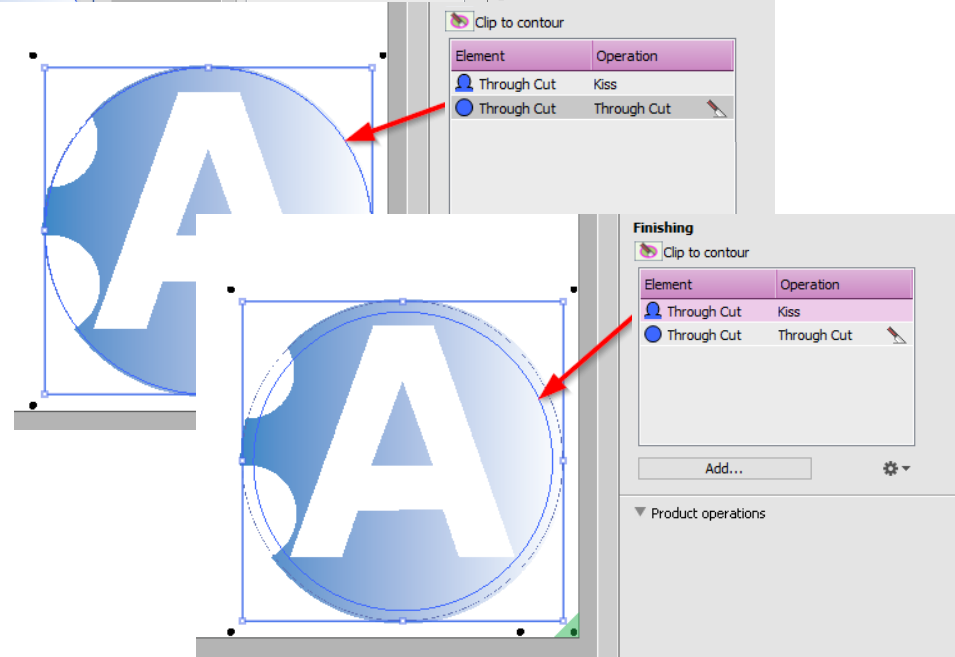 Clip to contour
Element Operation
Through Cut Kiss
Through Cut Through Cut
A
Finishing
Clip to contour
Element Operation
Through Cut Kiss
Through Cut Through Cut
A
Add...
Product operations